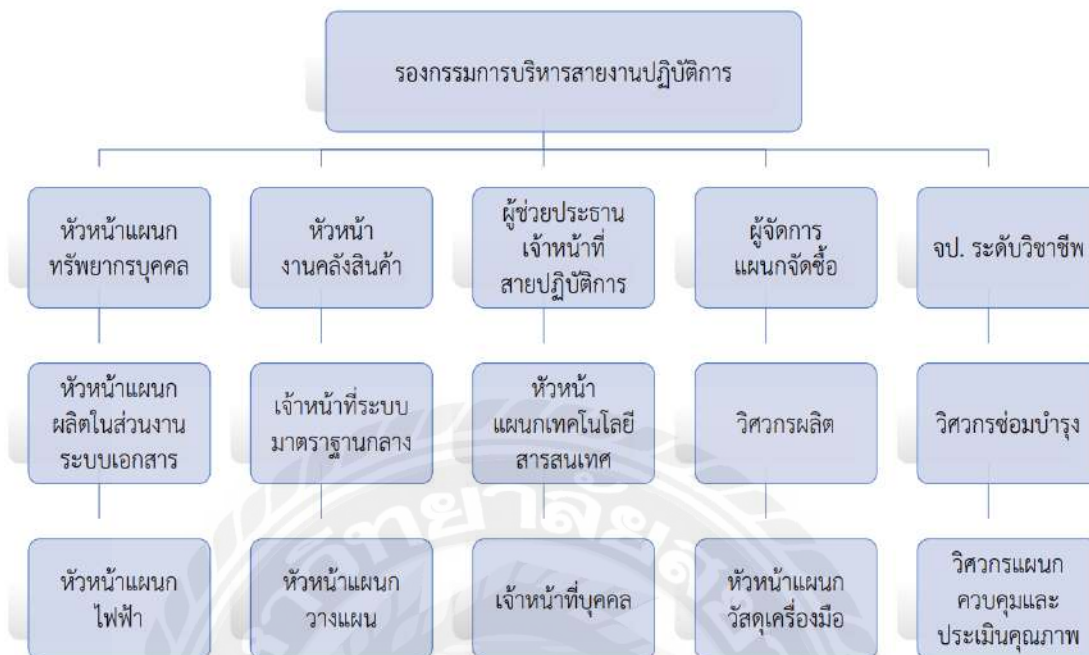 รองกรรมการบริหารสายงานปฏิบัติการ
หัวหน้าแผนก
ทรัพยากรบุคคล
หัวหน้า
งานคลังสินค้า
ผู้ช่วยประธาน
เจ้าหน้าที่
สายปฏิบัติการ
ผู้จัดการ
แผนกจัดซื้อ
จป. ระดับวิชาชีพ
หัวหน้าแผนก
ผลิตในส่วนงาน
ระบบเอกสาร
เจ้าหน้าที่ระบบ
มาตราฐานกลาง
หัวหน้า
แผนกเทคโนโลยี
สารสนเทศ
วิศวกรผลิต
วิศวกรซ่อมบำรุง
หัวหน้าแผนก
ไฟฟ้า
หัวหน้าแผนก
วางแผน
เจ้าหน้าที่บุคคล
หัวหน้าแผนก
วัสดุเครื่องมือ
วิศวกรแผนก
ควบคุมและ
ประเมินคุณภาพ